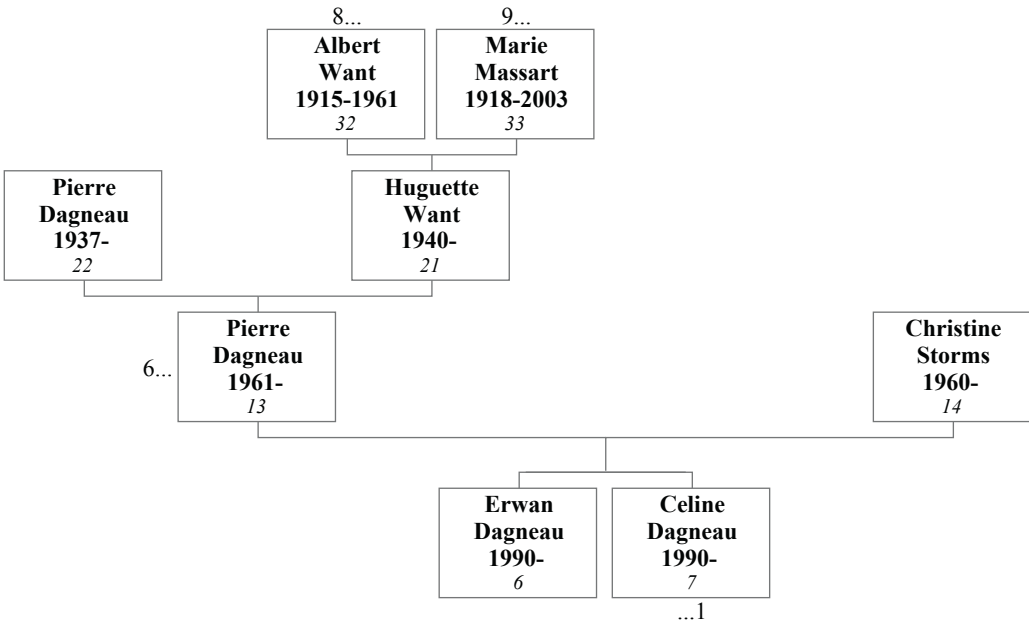 8...
Albert
Want
1915-1961
32
9...
Marie
Massart
1918-2003
33
Pierre
Dagneau
1937-
22
Huguette
Want
1940-
21
6...
Pierre
Dagneau
1961-
13
Christine
Storms
1960-
14
Erwan
Dagneau
1990-
6
Celine
Dagneau
1990-
7
...1